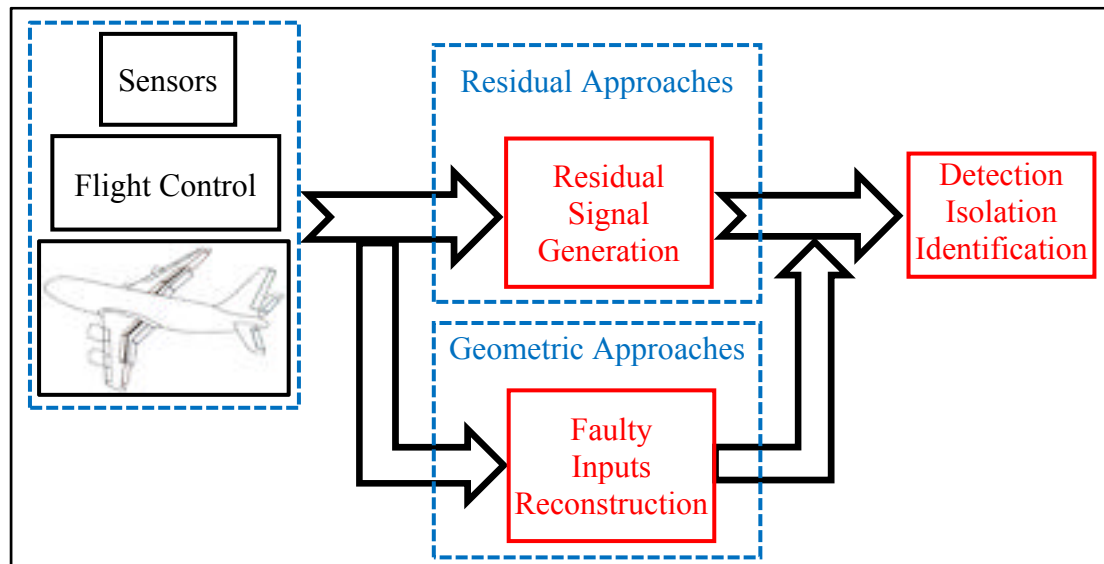 Sensors
Flight Control
Residual Approaches
Residual
Signal
Generation
Geometric Approaches
Faulty
Inputs
Reconstruction
Detection
Isolation
Identification